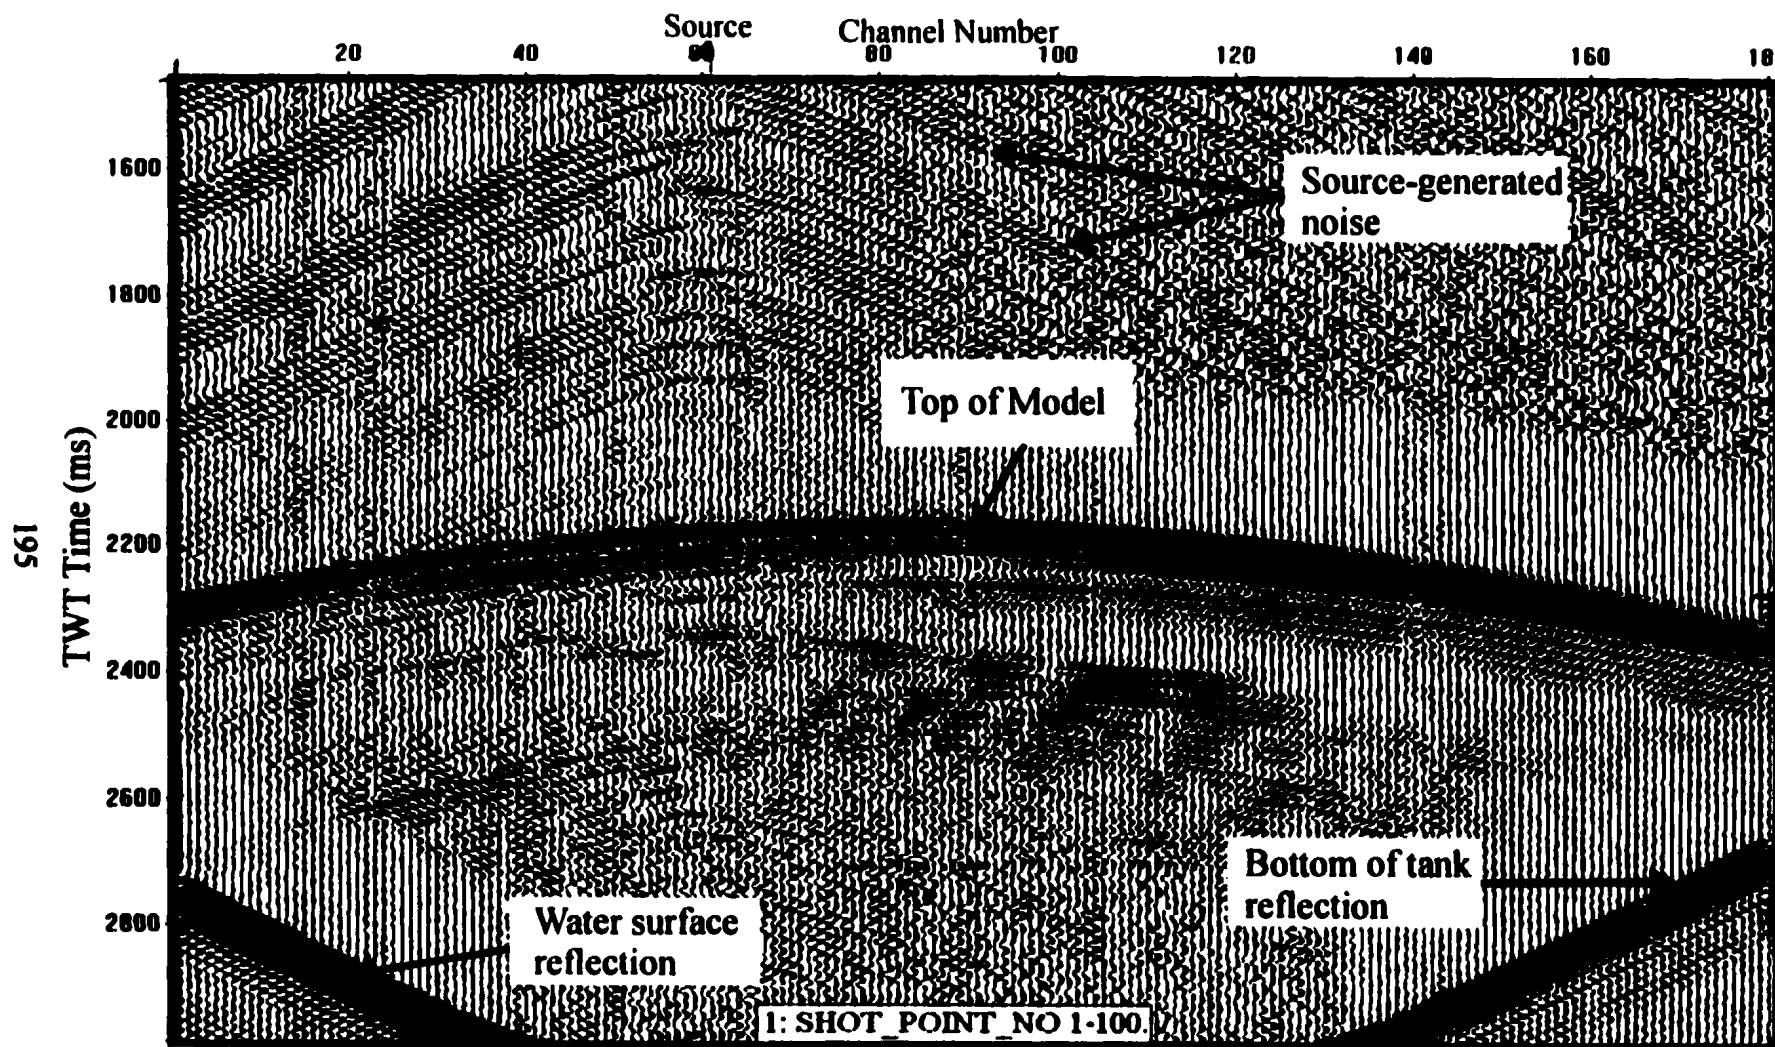 Source Channel Number
20 40 60 80 100 120 140 160 180
1600
Source-generated
noise
1800
Top of Model
2000
2200
TWT Time (ms)
195
2400
2600
Bottom of tank
reflection
2800
Water surface
reflection
1: SHOT_POINT_NO 1-100.